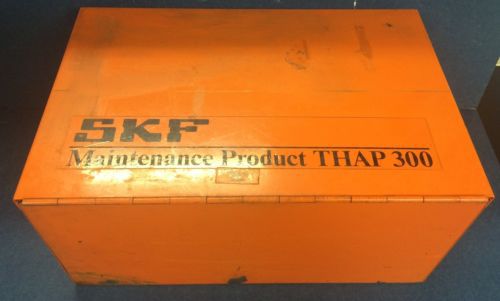 SKF
Maintenance Product THAP 300